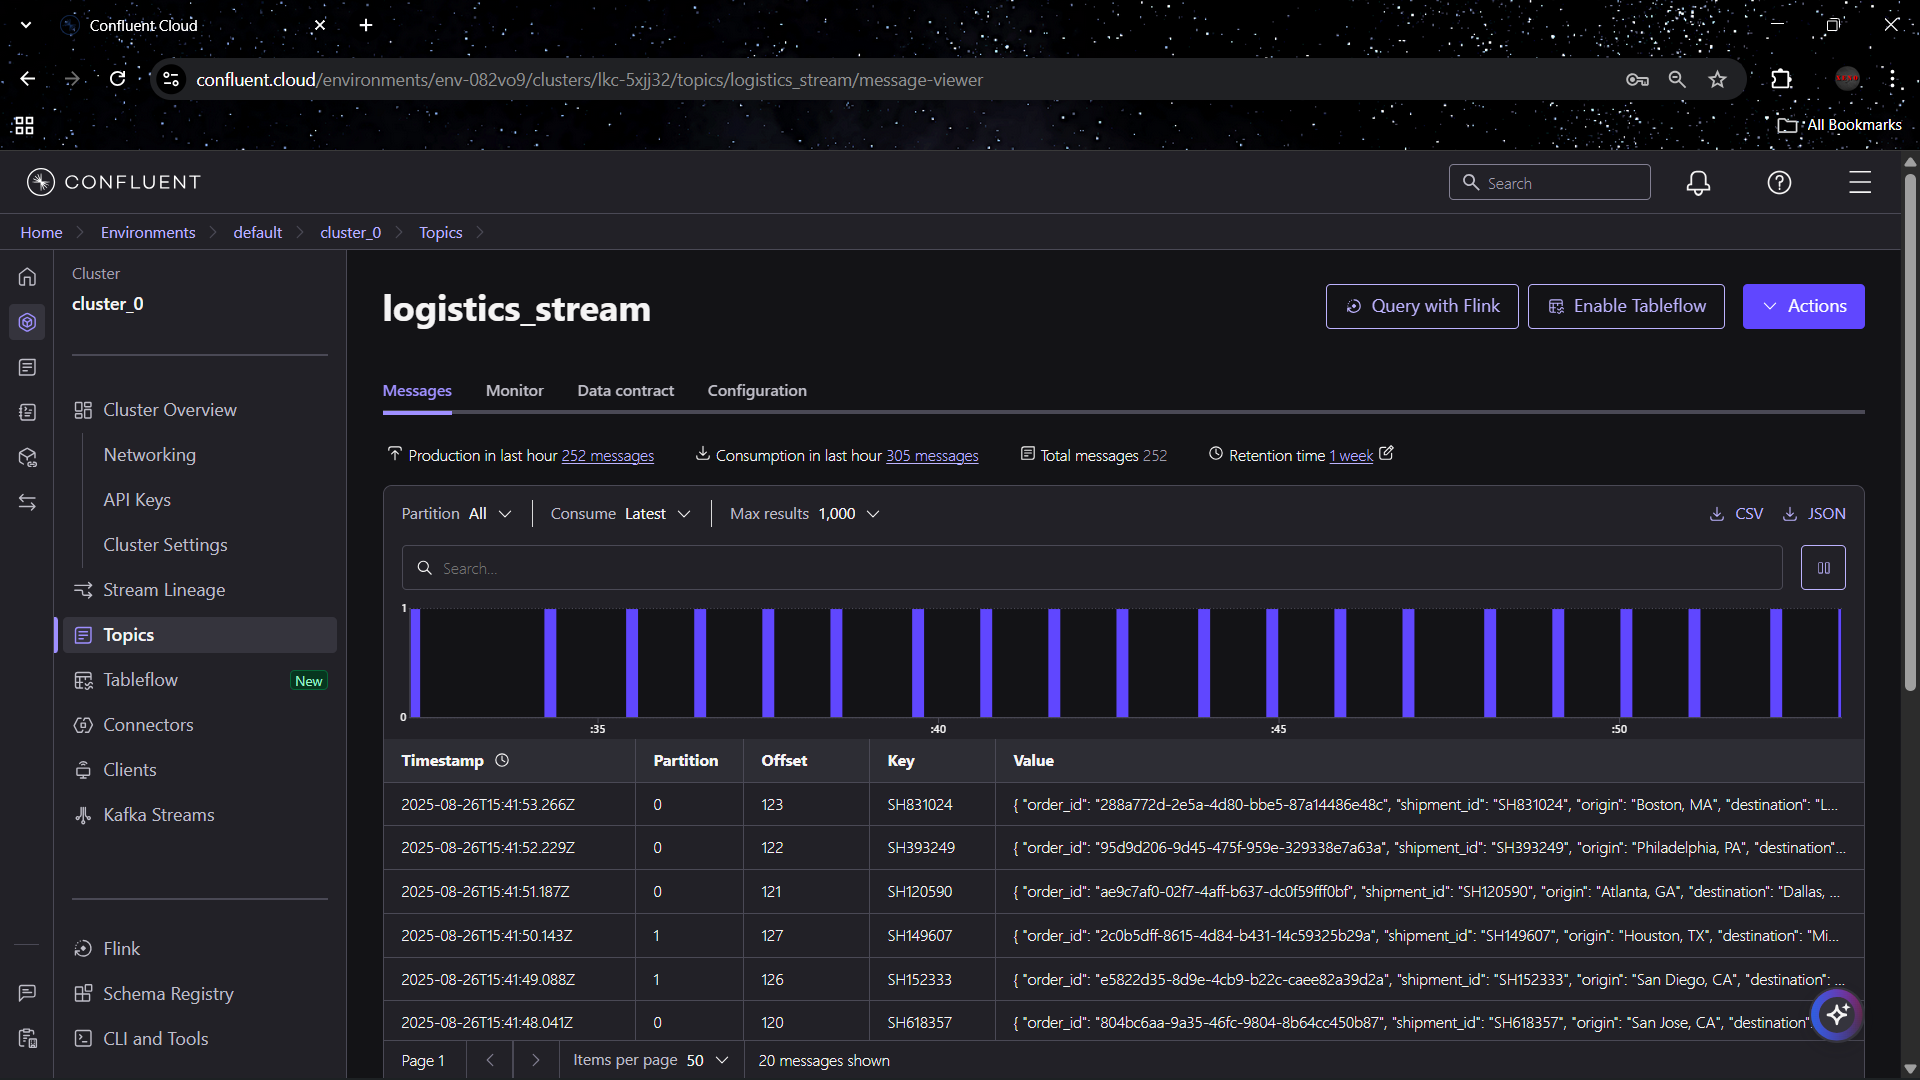 Confluent Cloud
confluent.cloud/environments/env-082vo9/clusters/lkc-5xjj32/topics/logistics_stream/message-viewer
All Bookmarks
CONFLUENT
Search
Home Environments default cluster_0 Topics
Cluster
cluster_0
Cluster Overview
Networking
API Keys
Cluster Settings
Stream Lineage
Topics
Tableflow New
Connectors
Clients
Kafka Streams
Flink
Schema Registry
CLI and Tools
logistics_stream
Query with Flink
Enable Tableflow
Actions
Messages Monitor Data contract Configuration
Production in last hour 252 messages Consumption in last hour 305 messages Total messages 252 Retention time 1 week
Partition All Consume Latest Max results 1,000 CSV JSON
Search...
1
0
:35 :40 :45 :50
Timestamp Partition Offset Key Value
2025-08-26T15:41:53.266Z 0 123 SH831024 { "order_id": "288a772d-2e5a-4d80-bbe5-87a14486e48c", "shipment_id": "SH831024", "origin": "Boston, MA", "destination": "L...
2025-08-26T15:41:52.229Z 0 122 SH393249 { "order_id": "95d9d206-9d45-475f-959e-329338e7a63a", "shipment_id": "SH393249", "origin": "Philadelphia, PA", "destination"...
2025-08-26T15:41:51.187Z 0 121 SH120590 { "order_id": "ae9c7af0-02f7-4aff-b637-dc0f59fff0bf", "shipment_id": "SH120590", "origin": "Atlanta, GA", "destination": "Dallas, ...
2025-08-26T15:41:50.143Z 1 127 SH149607 { "order_id": "2c0b5dff-8615-4d84-b431-14c59325b29a", "shipment_id": "SH149607", "origin": "Houston, TX", "destination": "Mi...
2025-08-26T15:41:49.088Z 1 126 SH152333 { "order_id": "e5822d35-8d9e-4cb9-b22c-caee82a39d2a", "shipment_id": "SH152333", "origin": "San Diego, CA", "destination": ...
2025-08-26T15:41:48.041Z 0 120 SH618357 { "order_id": "804bc6aa-9a35-46fc-9804-8b64cc450b87", "shipment_id": "SH618357", "origin": "San Jose, CA", "destination":
Page 1 Items per page 50 20 messages shown